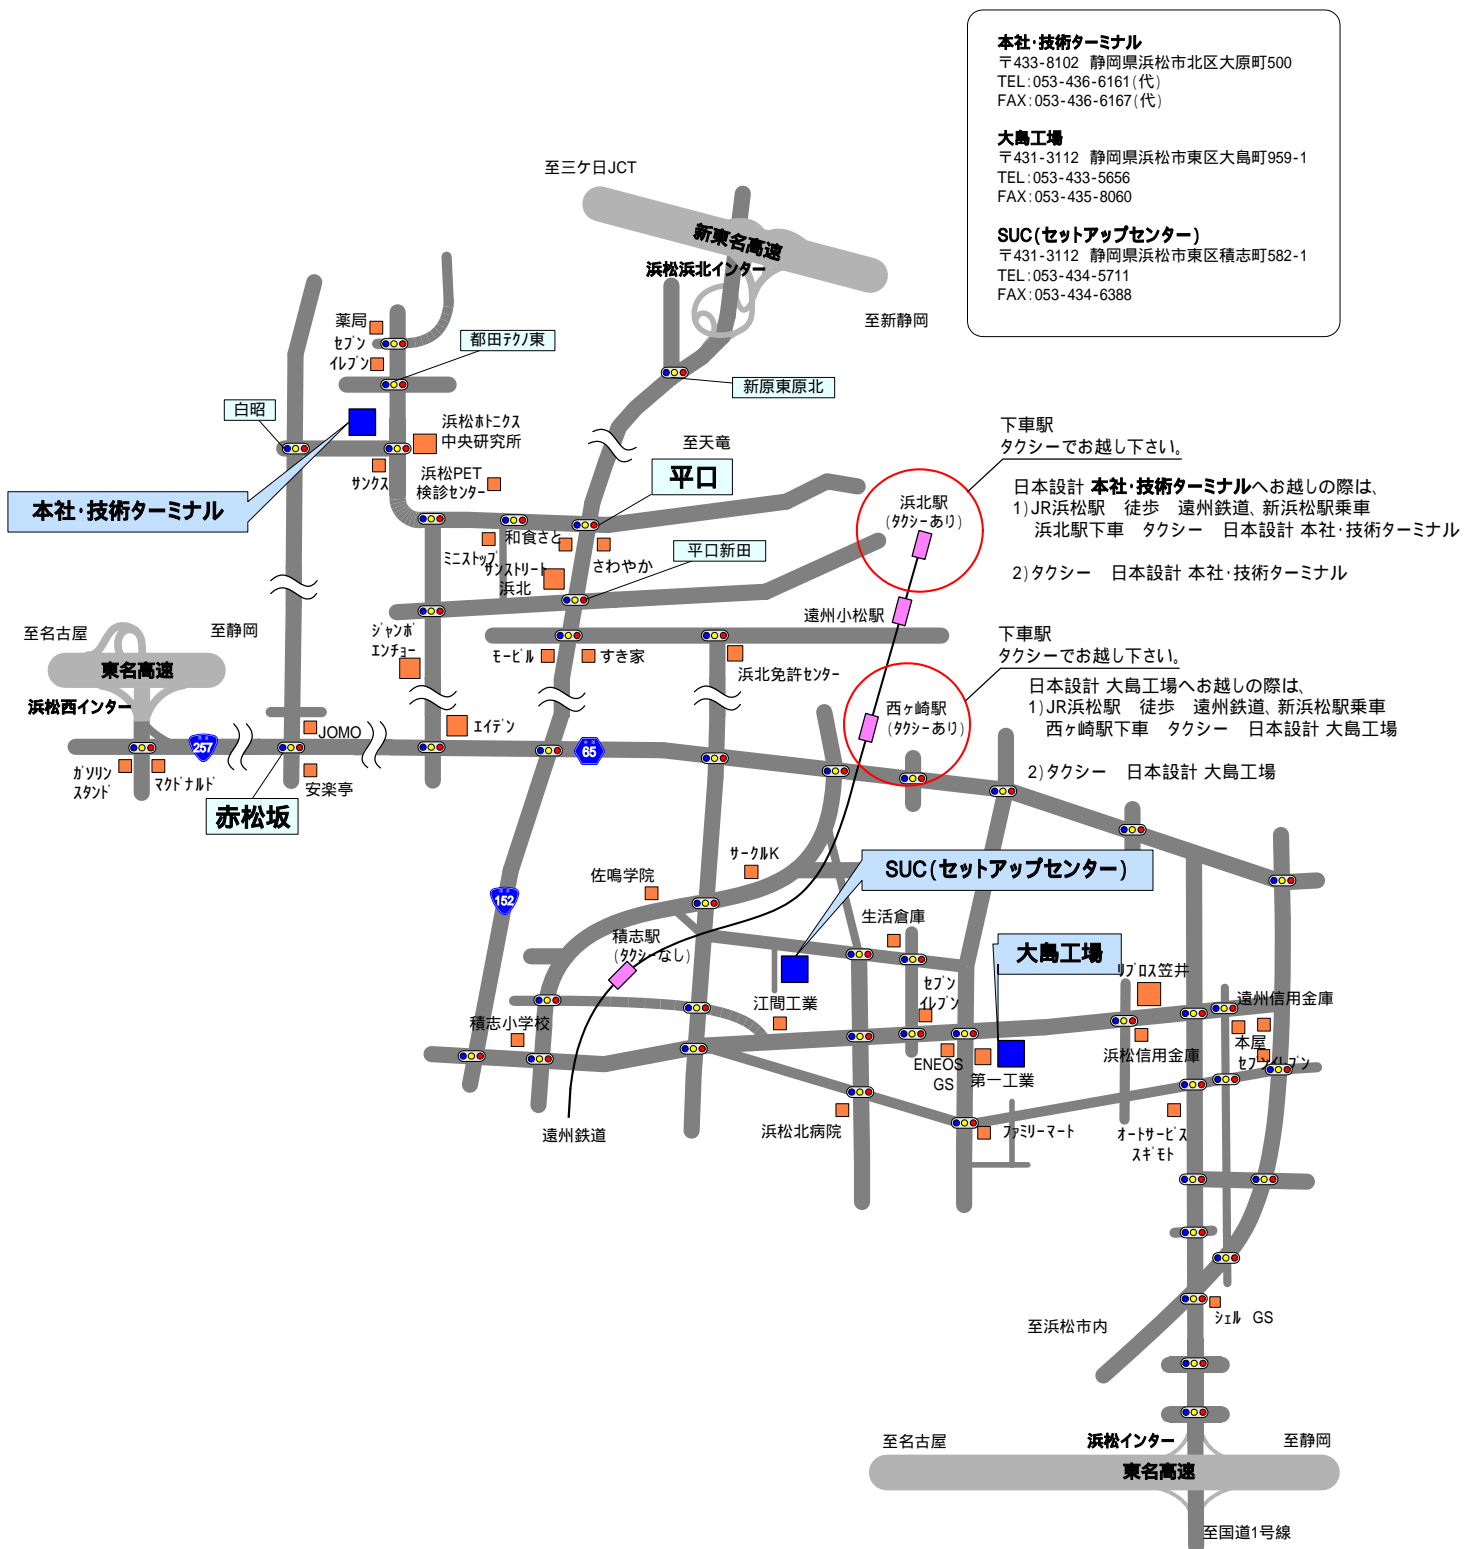 本社・技術ターミナル
〒433-8102 静岡県浜松市北区大原町500
TEL:053-436-6161(代)
FAX:053-436-6167(代)
大島工場
〒431-3112 静岡県浜松市東区大島町959-1
TEL:053-433-5656
FAX:053-435-8060
SUC(セットアップセンター)
〒431-3112 静岡県浜松市東区積志町582-1
TEL:053-434-5711
FAX:053-434-6388
至三ケ日JCT
新東名高速
浜松浜北インター
至新静岡
薬局
セブン
イレブン
都田テクノ東
新原東原北
白昭
浜松ホトニクス
中央研究所
至天竜
下車駅
タクシーでお越し下さい。
サンクス
浜松PET
検診センター
平口
浜北駅
(タクシーあり)
日本設計 本社・技術ターミナルへお越しの際は、
1)JR浜松駅 徒歩 遠州鉄道、新浜松駅乗車
浜北駅下車 タクシー 日本設計 本社・技術ターミナル
2)タクシー 日本設計 本社・技術ターミナル
本社・技術ターミナル
和食さと
ミニストップ
サンストリート
浜北
さわやか
平口新田
遠州小松駅
至名古屋
至静岡
ジャンボ
エンチョー
東名高速
モービル
すき家
浜北免許センター
下車駅
タクシーでお越し下さい。
西ヶ崎駅
(タクシーあり)
日本設計 大島工場へお越しの際は、
1)JR浜松駅 徒歩 遠州鉄道、新浜松駅乗車
西ヶ崎駅下車 タクシー 日本設計 大島工場
2)タクシー 日本設計 大島工場
浜松西インター
257
JOMO
エイデン
65
ガソリン
スタンド
マクドナルド
安楽亭
赤松坂
サークルK
SUC(セットアップセンター)
佐鳴学院
152
生活倉庫
積志駅
(タクシーなし)
大島工場
リブロス笠井
セブン
イレブン
江間工業
積志小学校
遠州信用金庫
本屋
浜松信用金庫
セブンイレブン
ENEOS
GS
第一工業
遠州鉄道
浜松北病院
ファミリーマート
オートサービス
スギモト
シェル GS
至浜松市内
至名古屋
浜松インター
至静岡
東名高速
至国道1号線